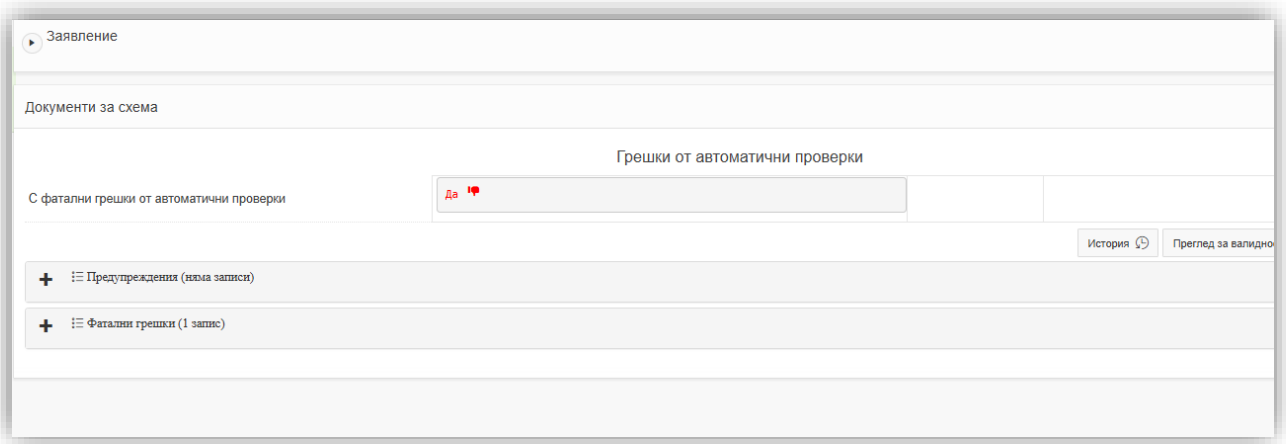 Заявление
Документи за схема
Грешки от автоматични проверки
С фатални грешки от автоматични проверки
Да
История
Преглед за валидно
Предупреждения (няма записи)
Фатални грешки (1 запис)